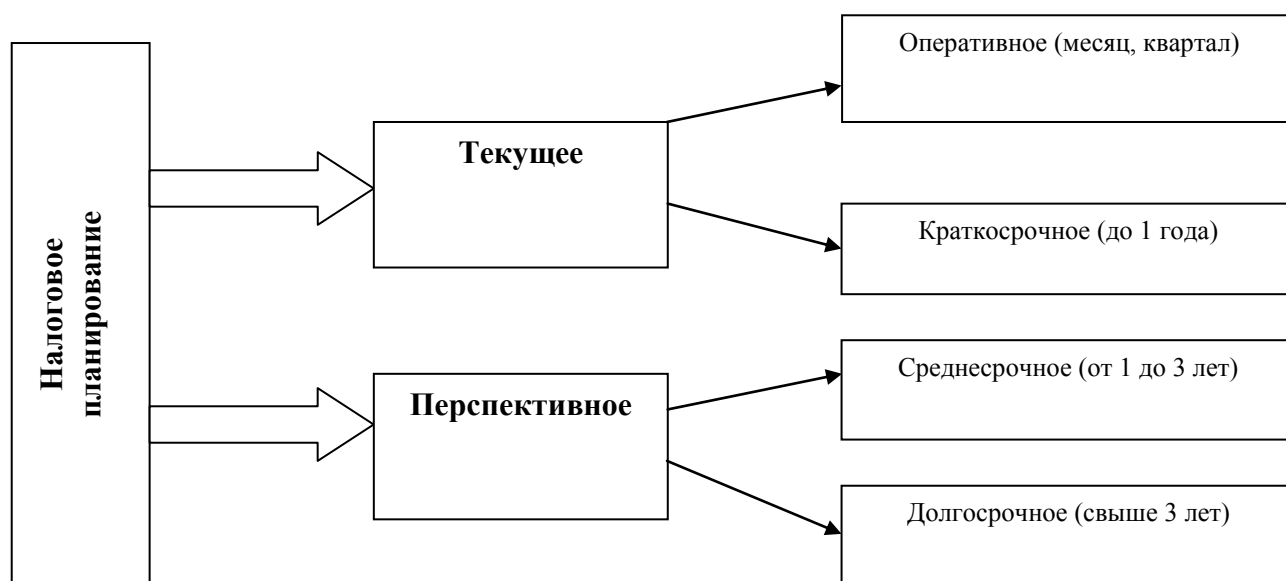 Налоговое
планирование
Текущее
Оперативное (месяц, квартал)
Краткосрочное (до 1 года)
Перспективное
Среднесрочное (от 1 до 3 лет)
Долгосрочное (свыше 3 лет)